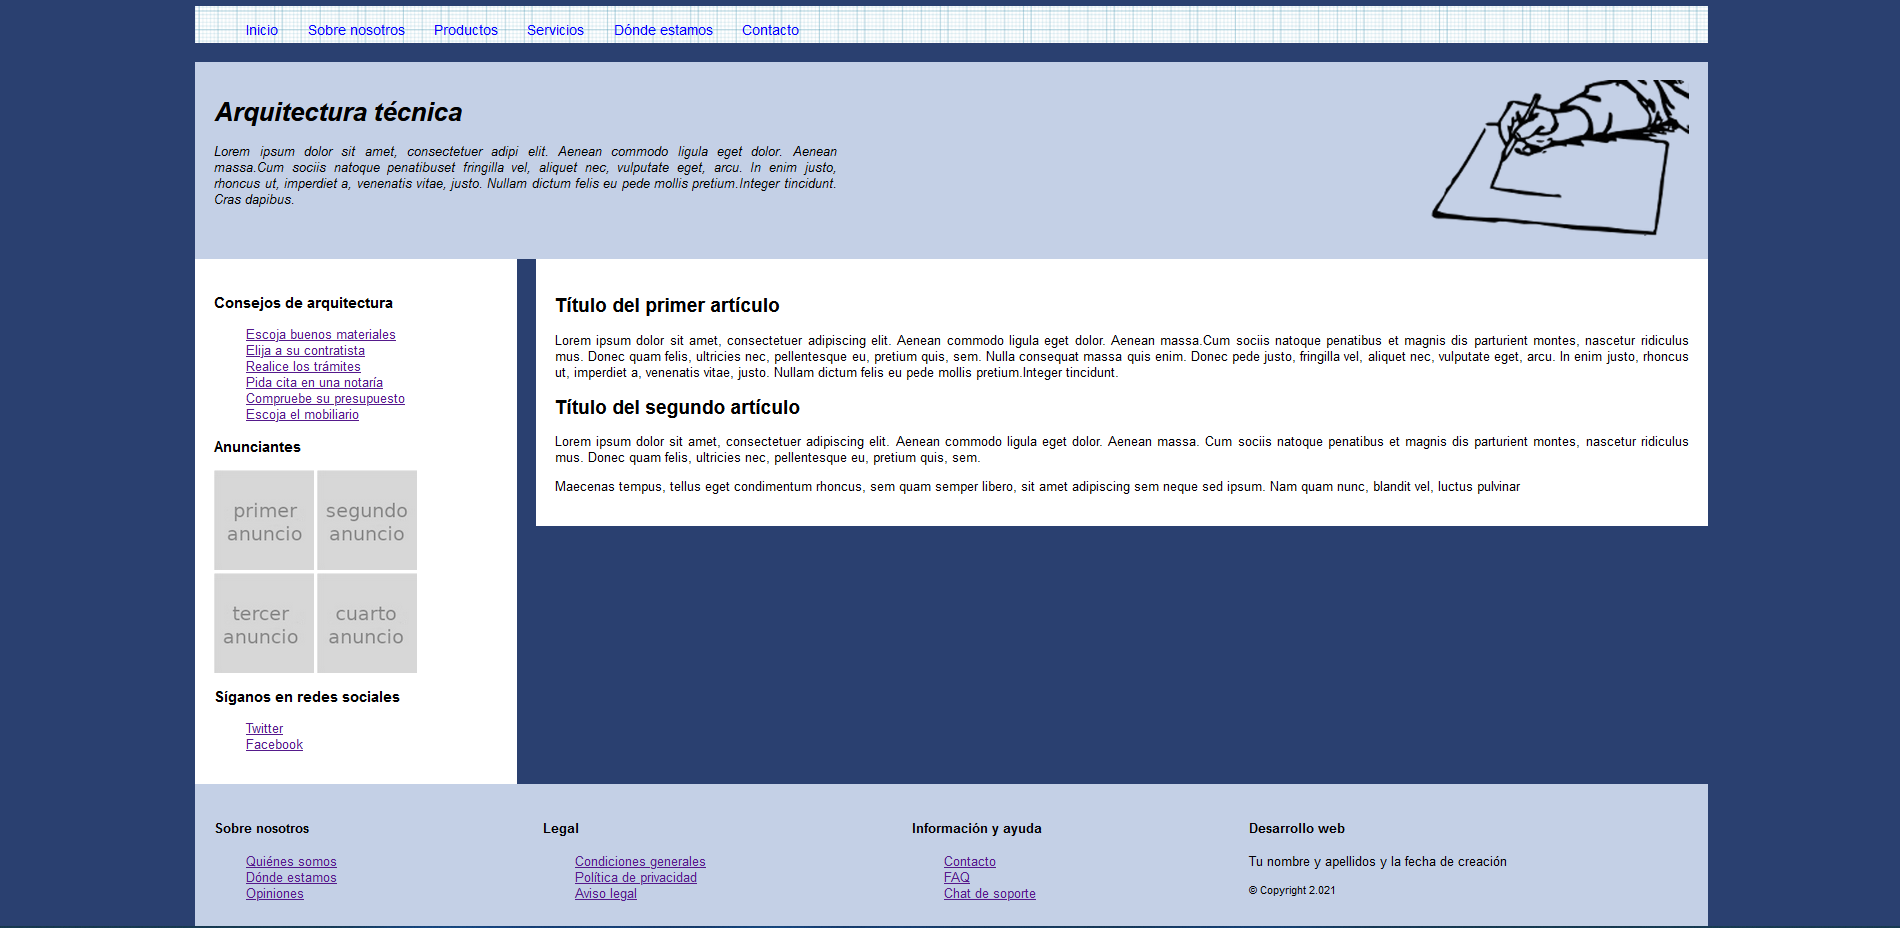 Inicio Sobre nosotros Productos Servicios Dónde estamos Contacto
Arquitectura técnica
Lorem ipsum dolor sit amet, consectetuer adipi elit. Aenean commodo ligula eget dolor. Aenean
massa.Cum sociis natoque penatibuset fringilla vel, aliquet nec, vulputate eget, arcu. In enim justo,
rhoncus ut, imperdiet a, venenatis vitae, justo. Nullam dictum felis eu pede mollis pretium.Integer tincidunt.
Cras dapibus.
Consejos de arquitectura
Escoja buenos materiales
Elija a su contratista
Realice los trámites
Pida cita en una notaría
Compruebe su presupuesto
Escoja el mobiliario
Anunciantes
primer
anuncio
segundo
anuncio
tercer
anuncio
cuarto
anuncio
Síganos en redes sociales
Twitter
Facebook
Título del primer artículo
Lorem ipsum dolor sit amet, consectetuer adipiscing elit. Aenean commodo ligula eget dolor. Aenean massa.Cum sociis natoque penatibus et magnis dis parturient montes, nascetur ridiculus
mus. Donec quam felis, ultricies nec, pellentesque eu, pretium quis, sem. Nulla consequat massa quis enim. Donec pede justo, fringilla vel, aliquet nec, vulputate eget, arcu. In enim justo, rhoncus
ut, imperdiet a, venenatis vitae, justo. Nullam dictum felis eu pede mollis pretium.Integer tincidunt.
Título del segundo artículo
Lorem ipsum dolor sit amet, consectetuer adipiscing elit. Aenean commodo ligula eget dolor. Aenean massa. Cum sociis natoque penatibus et magnis dis parturient montes, nascetur ridiculus
mus. Donec quam felis, ultricies nec, pellentesque eu, pretium quis, sem.
Maecenas tempus, tellus eget condimentum rhoncus, sem quam semper libero, sit amet adipiscing sem neque sed ipsum. Nam quam nunc, blandit vel, luctus pulvinar
Sobre nosotros
Quiénes somos
Dónde estamos
Opiniones
Legal
Condiciones generales
Política de privacidad
Aviso legal
Información y ayuda
Contacto
FAQ
Chat de soporte
Desarrollo web
Tu nombre y apellidos y la fecha de creación
© Copyright 2.021